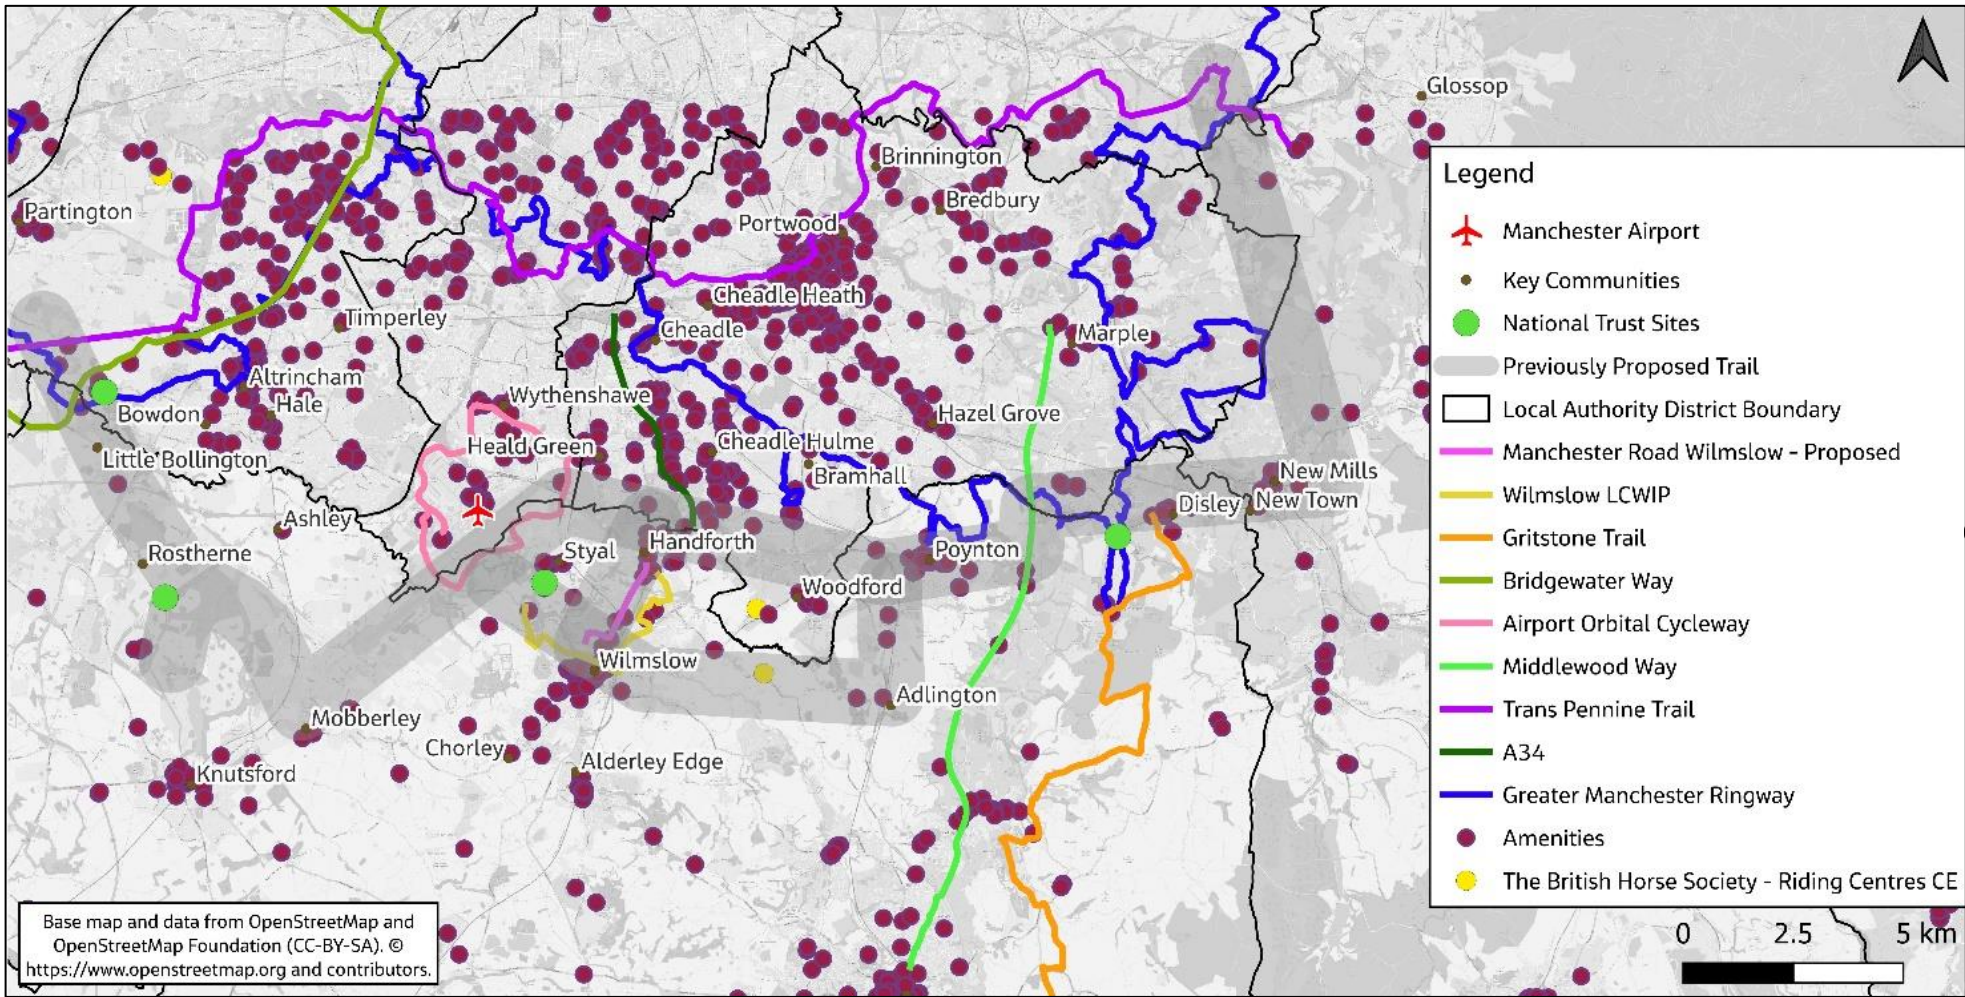 Glossop
Brinnington
Partington
Bredbury
Portwood
Cheadle Heath
Timperley
Cheadle
Marple
Altrincham
Hale
Wythenshawe
Bowdon
Hazel Grove
Heald Green
Cheadle Hulme
Little Bollington
Bramhall
New Mills
Disley
New Town
Ashley
Rostherne
Styal
Handforth
Poynton
Woodford
Wilmslow
Adlington
Mobberley
Chorley
Knutsford
Alderley Edge
Legend
Manchester Airport
Key Communities
National Trust Sites
Previously Proposed Trail
Local Authority District Boundary
Manchester Road Wilmslow - Proposed
Wilmslow LCWIP
Gritstone Trail
Bridgewater Way
Airport Orbital Cycleway
Middlewood Way
Trans Pennine Trail
A34
Greater Manchester Ringway
Amenities
The British Horse Society - Riding Centres CE
Base map and data from OpenStreetMap and
OpenStreetMap Foundation (CC-BY-SA). ©
https://www.openstreetmap.org and contributors.
0 2.5 5 km